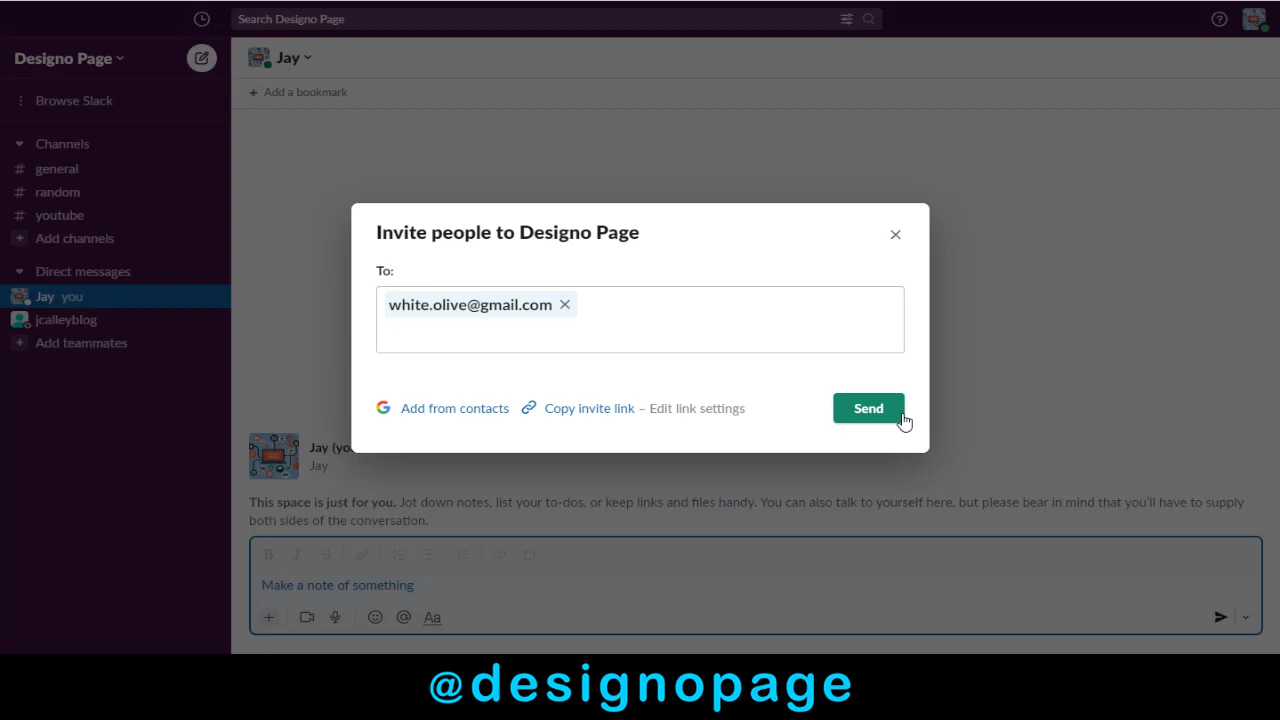 Search Designo Page
Designo Page
Jay
Browse Slack
Add a bookmark
Channels
general
random
youtube
Add channels
Direct messages
Jay you
jcalleyblog
Add teammates
Invite people to Designo Page
To:
white.olive@gmail.com
Add from contacts Copy invite link – Edit link settings
Send
Jay (yo
Jay
This space is just for you. Jot down notes, list your to-dos, or keep links and files handy. You can also talk to yourself here, but please bear in mind that you'll have to supply
both sides of the conversation.
Make a note of something
@designopage